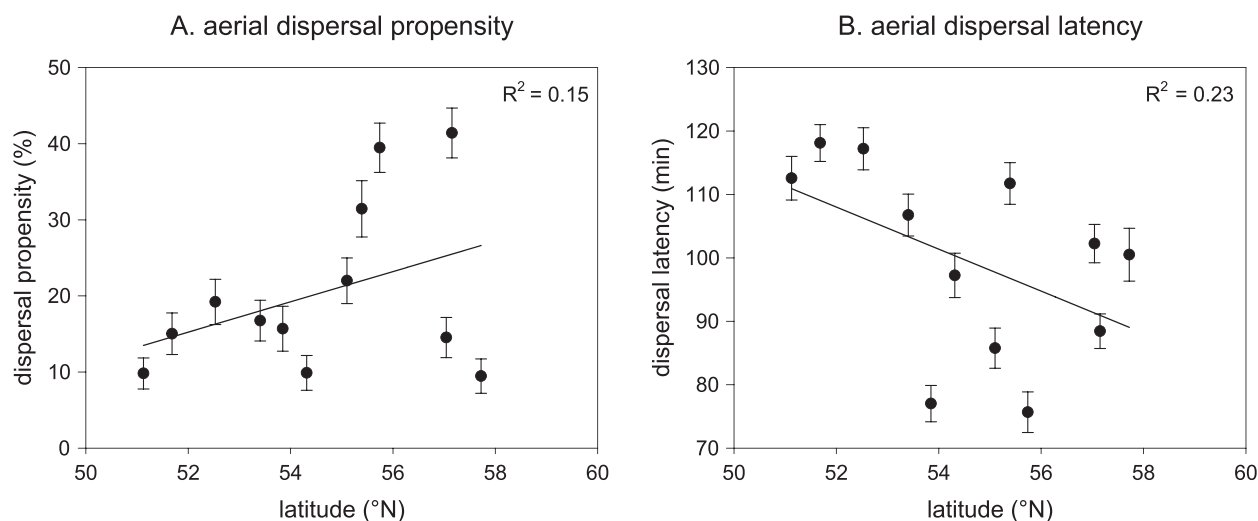 A. aerial dispersal propensity
R² = 0.15
dispersal propensity (%)
50
40
30
20
10
0
50 52 54 56 58 60
latitude (°N)
B. aerial dispersal latency
R² = 0.23
dispersal latency (min)
130
120
110
100
90
80
70
50 52 54 56 58 60
latitude (°N)